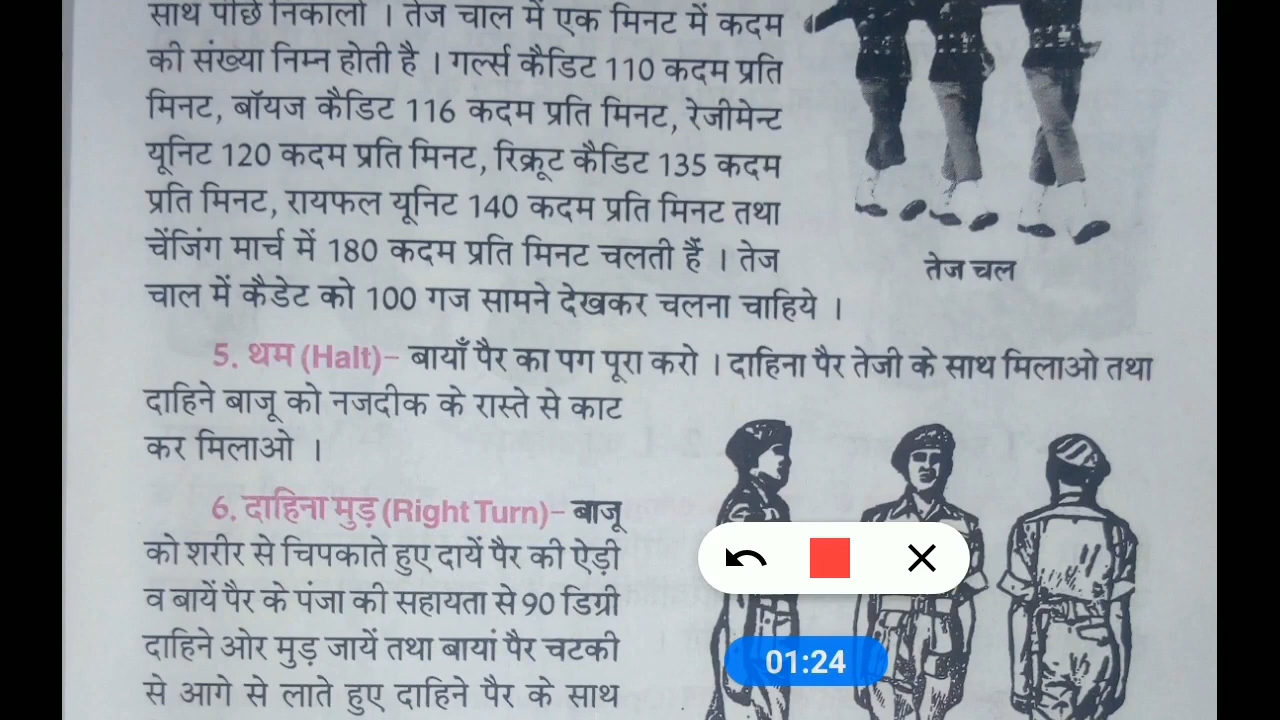 साथ पीछे निकालो । तेज चाल में एक मिनट में कदम
की संख्या निम्न होती है । गर्ल्स कैडिट 110 कदम प्रति
मिनट, बॉयज कैडिट 116 कदम प्रति मिनट, रेजीमेन्ट
यूनिट 120 कदम प्रति मिनट, रिक्रूट कैडिट 135 कदम
प्रति मिनट, रायफल यूनिट 140 कदम प्रति मिनट तथा
चेंजिंग मार्च में 180 कदम प्रति मिनट चलती हैं । तेज
चाल में कैडेट को 100 गज सामने देखकर चलना चाहिये ।
तेज चल
5. थम (Halt)– बायाँ पैर का पग पूरा करो । दाहिना पैर तेजी के साथ मिलाओ तथा
दाहिने बाजू को नजदीक के रास्ते से काट
कर मिलाओ ।
6. दाहिना मुड़ (Right Turn)– बाजू
को शरीर से चिपकाते हुए दायें पैर की ऐड़ी
व बायें पैर के पंजा की सहायता से 90 डिग्री
दाहिने ओर मुड़ जायें तथा बायां पैर चटकी
से आगे से लाते हुए दाहिने पैर के साथ
01:24